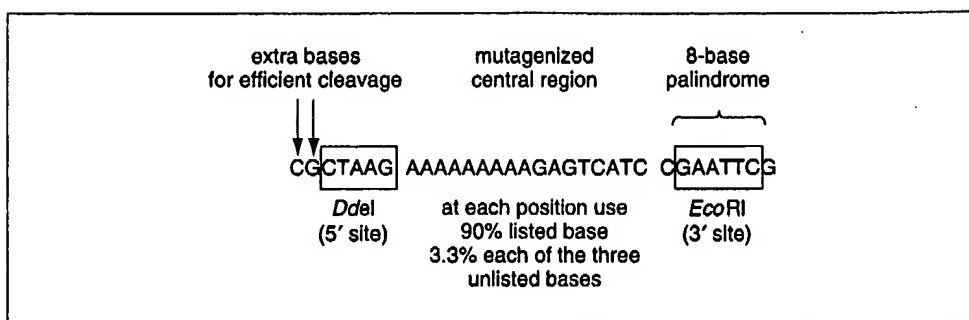 extra bases
for efficient cleavage
mutagenized
central region
8-base
palindrome
CGCTAAG AAAAAAAAAGAGTCATC CGAATTCG
DdeI
(5' site)
at each position use
90% listed base
3.3% each of the three
unlisted bases
EcoRI
(3' site)